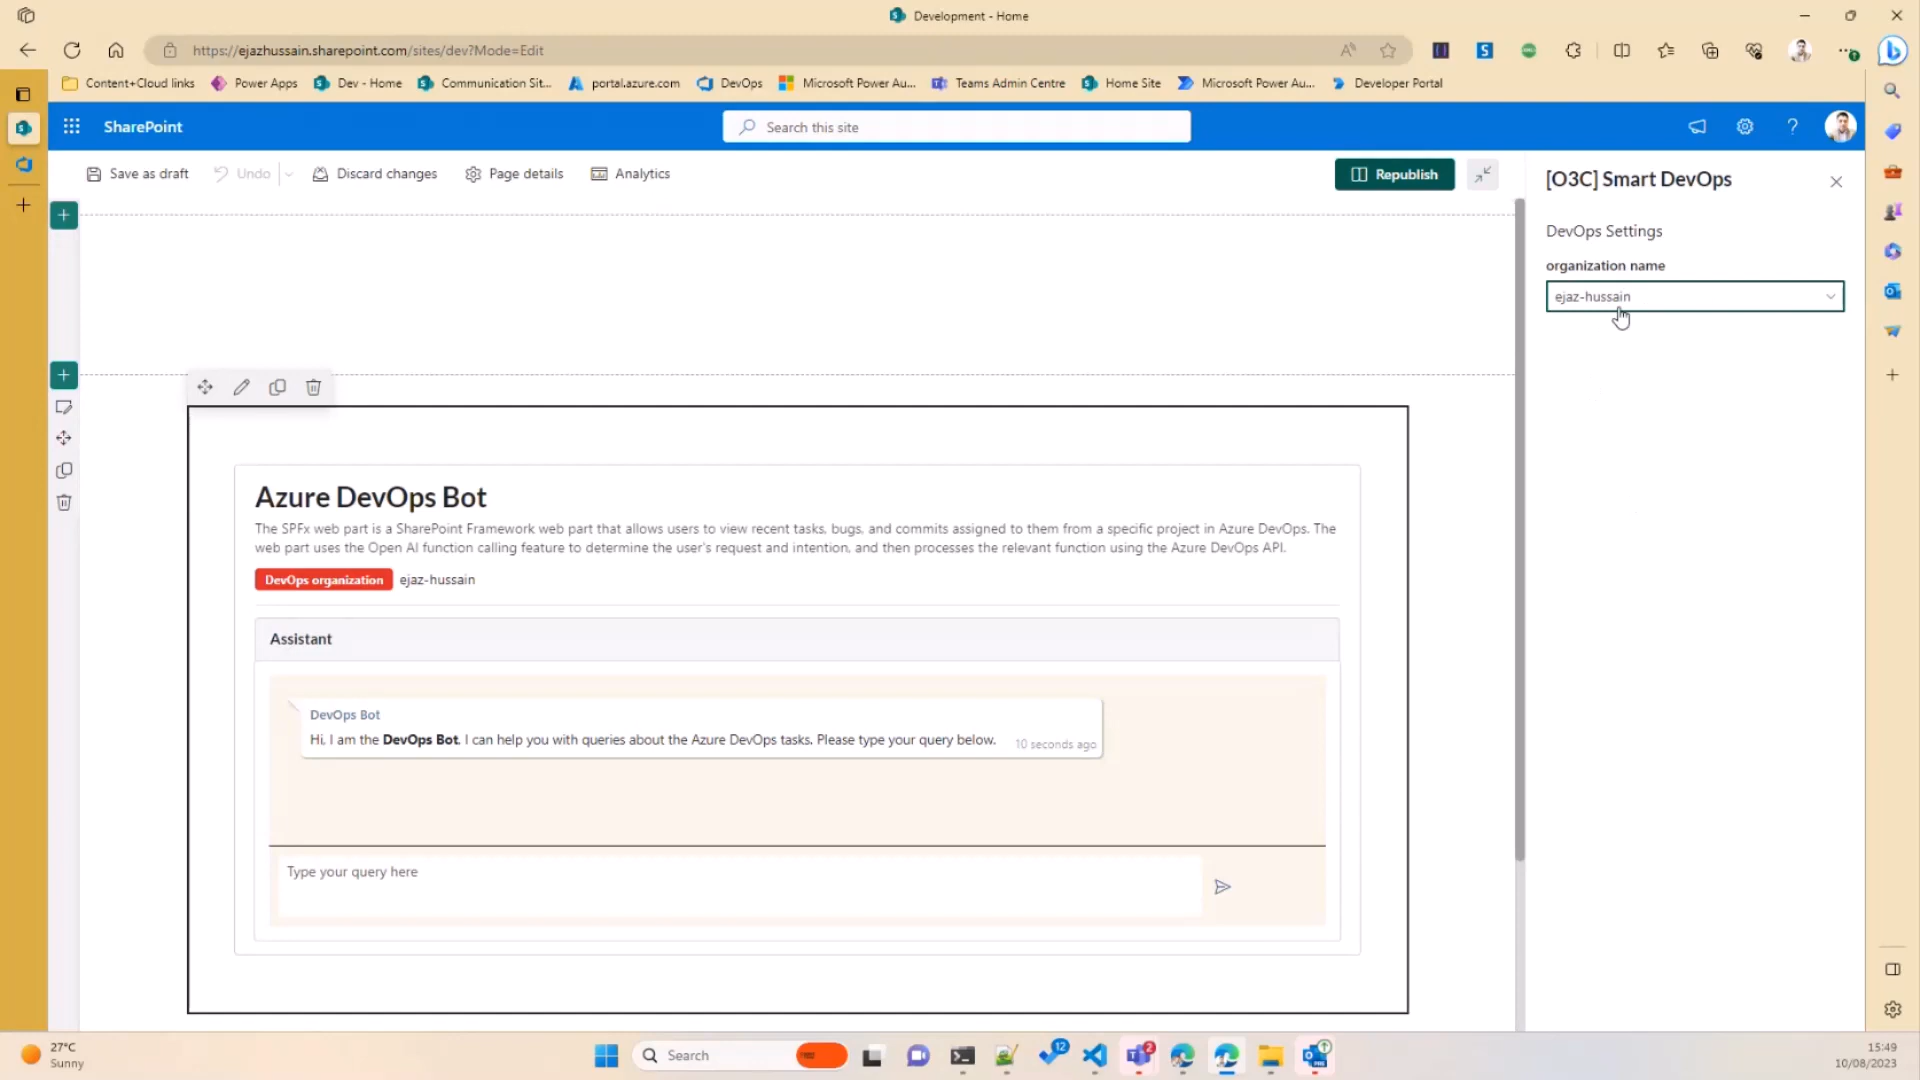 Development - Home
https://ejazhussain.sharepoint.com/sites/dev?Mode=Edit
Content+Cloud links
Power Apps
Dev - Home
Communication Sit...
portal.azure.com
DevOps
Microsoft Power Au...
Teams Admin Centre
Home Site
Microsoft Power Au...
Developer Portal
SharePoint
Search this site
Save as draft
Undo
Discard changes
Page details
Analytics
Republish
[O3C] Smart DevOps
DevOps Settings
organization name
ejaz-hussain
Azure DevOps Bot
The SPFx web part is a SharePoint Framework web part that allows users to view recent tasks, bugs, and commits assigned to them from a specific project in Azure DevOps. The
web part uses the Open AI function calling feature to determine the user's request and intention, and then processes the relevant function using the Azure DevOps API.
DevOps organization ejaz-hussain
Assistant
DevOps Bot
Hi, I am the DevOps Bot. I can help you with queries about the Azure DevOps tasks. Please type your query below.
10 seconds ago
Type your query here
27°C
Sunny
Search
12
2
15:49
10/08/2023